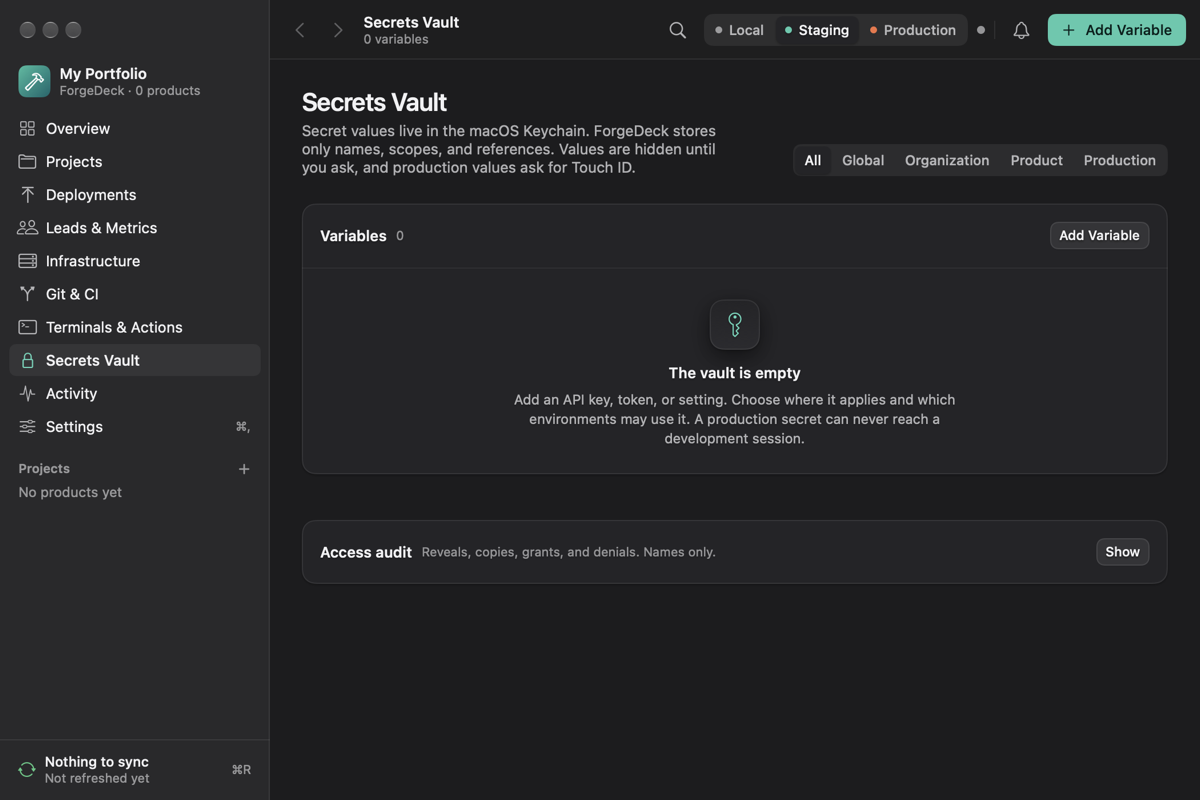 My Portfolio
ForgeDeck · 0 products
Overview
Projects
Deployments
Leads & Metrics
Infrastructure
Git & CI
Terminals & Actions
Secrets Vault
Activity
Settings ⌘,
Projects +
No products yet
Nothing to sync
Not refreshed yet
⌘R
Secrets Vault
0 variables
Local Staging Production
+ Add Variable
Secrets Vault
Secret values live in the macOS Keychain. ForgeDeck stores
only names, scopes, and references. Values are hidden until
you ask, and production values ask for Touch ID.
All Global Organization Product Production
Variables 0
Add Variable
The vault is empty
Add an API key, token, or setting. Choose where it applies and which
environments may use it. A production secret can never reach a
development session.
Access audit Reveals, copies, grants, and denials. Names only.
Show